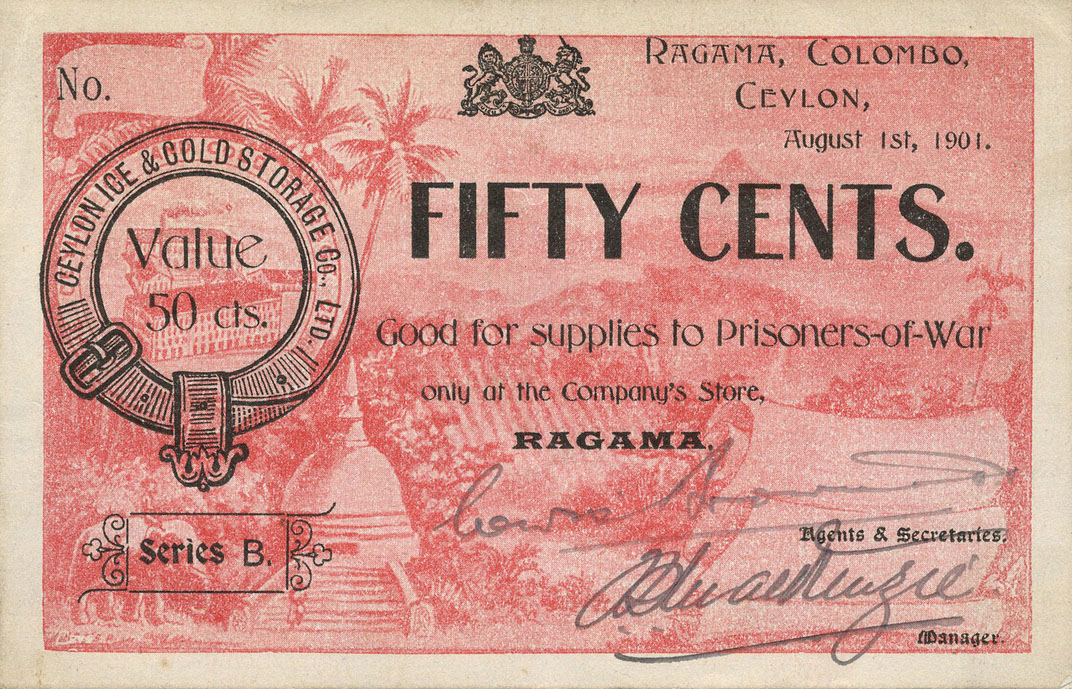 No.
RAGAMA, COLOMBO,
CEYLON,
August 1st, 1901.
CEYLON ICE & COLD STORAGE CO., LTD.
Value
50 cts.
FIFTY CENTS.
Good for supplies to Prisoners-of-War
only at the Company's Store,
RAGAMA.
Agents & Secretaries.
Series B.
Manager.